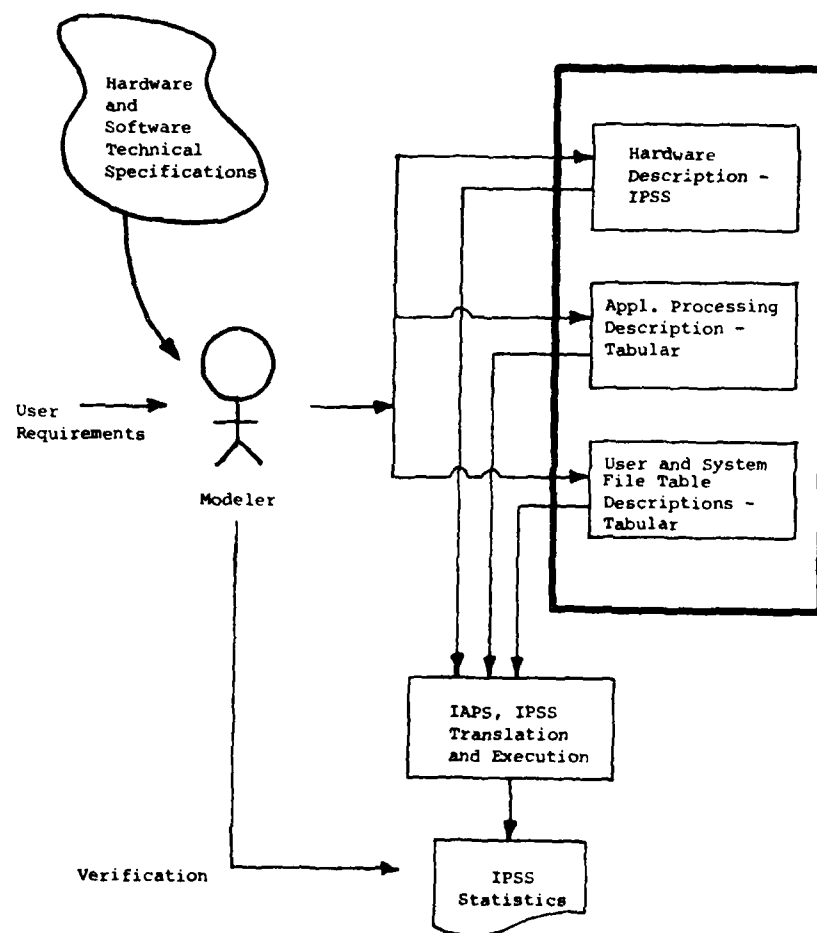 Hardware
and
Software
Technical
Specifications
Hardware
Description -
IPSS
Appl. Processing
Description -
Tabular
User
Requirements
Modeler
User and System
File Table
Descriptions -
Tabular
IAPS, IPSS
Translation
and Execution
Verification
IPSS
Statistics